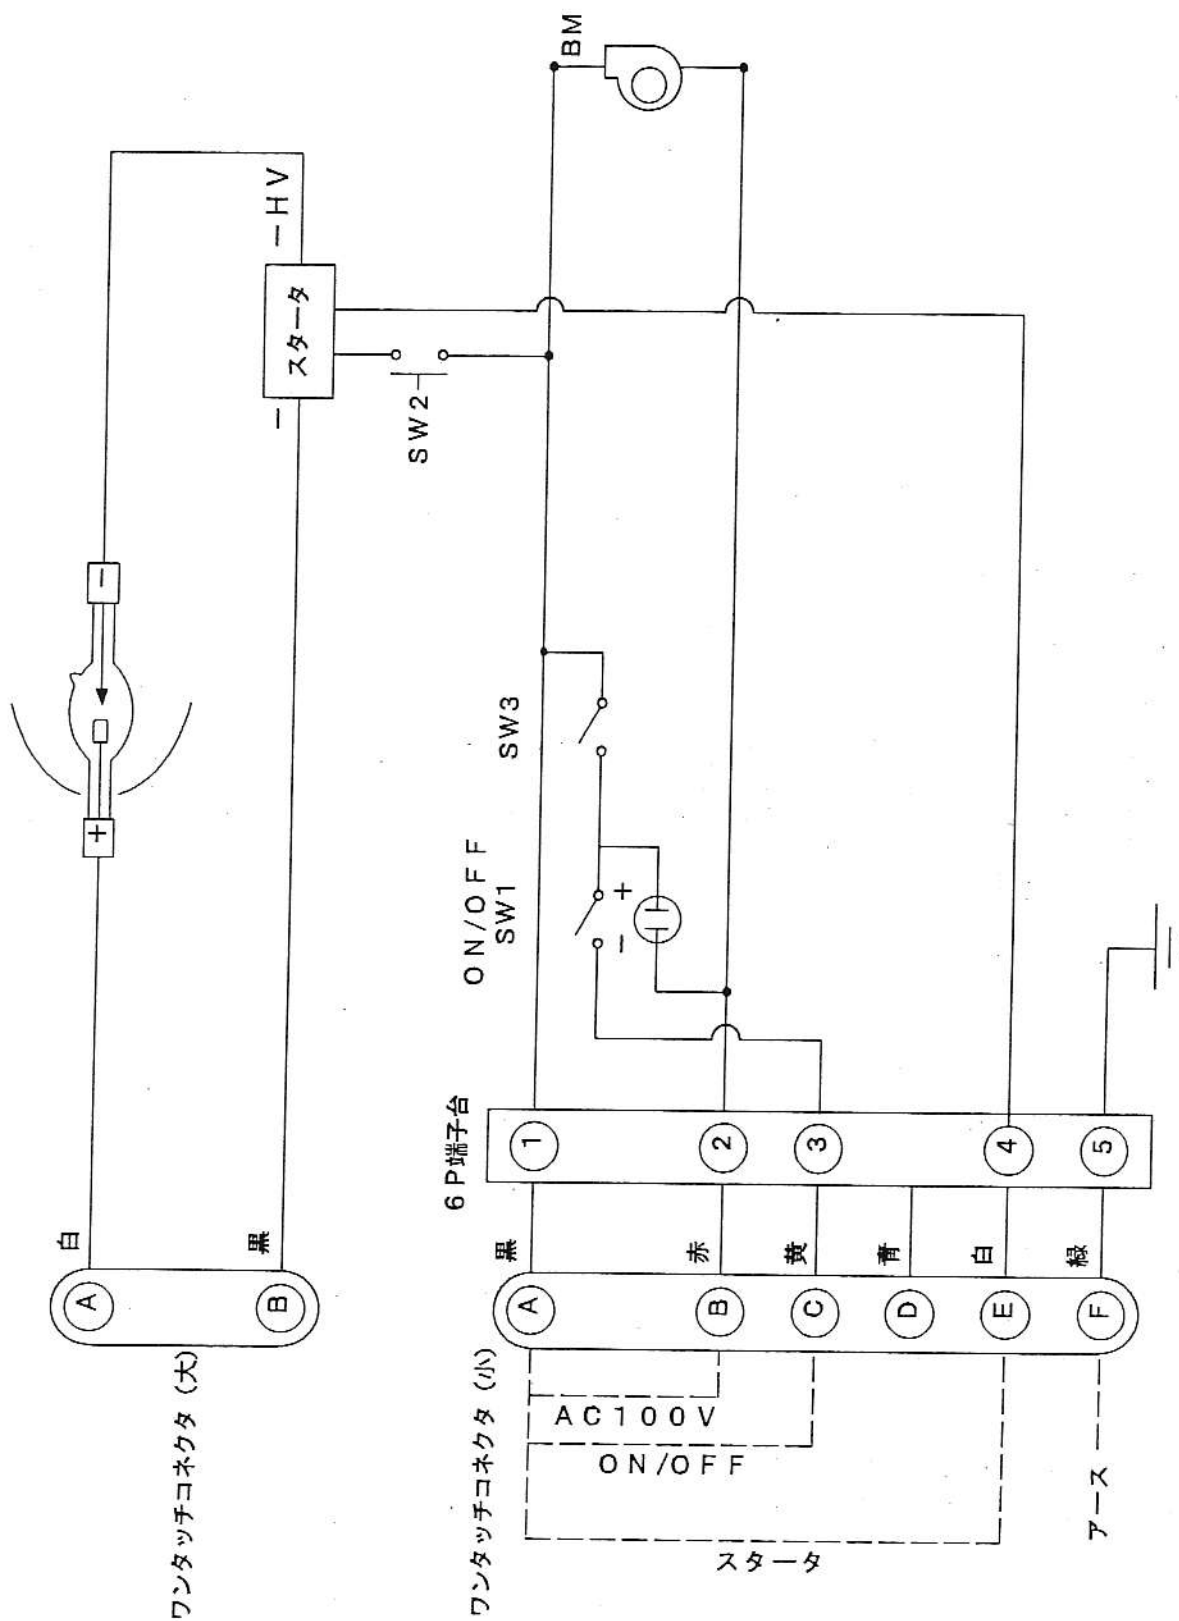 ワンタッチコネクタ (大)
A
B
白
黒
+
−
−
スタータ
−HV
SW2
BM
ワンタッチコネクタ (小)
A
B
C
D
E
F
黒
赤
黄
青
白
緑
6P端子台
1
2
3
4
5
ON/OFF
SW1
+
−
SW3
AC100V
ON/OFF
スタータ
アース